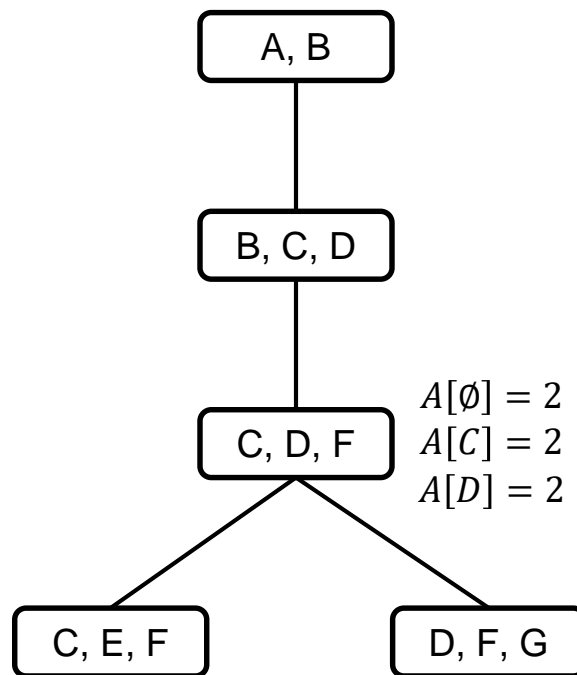 A, B
B, C, D
C, D, F
A[∅] = 2
A[C] = 2
A[D] = 2
C, E, F
D, F, G